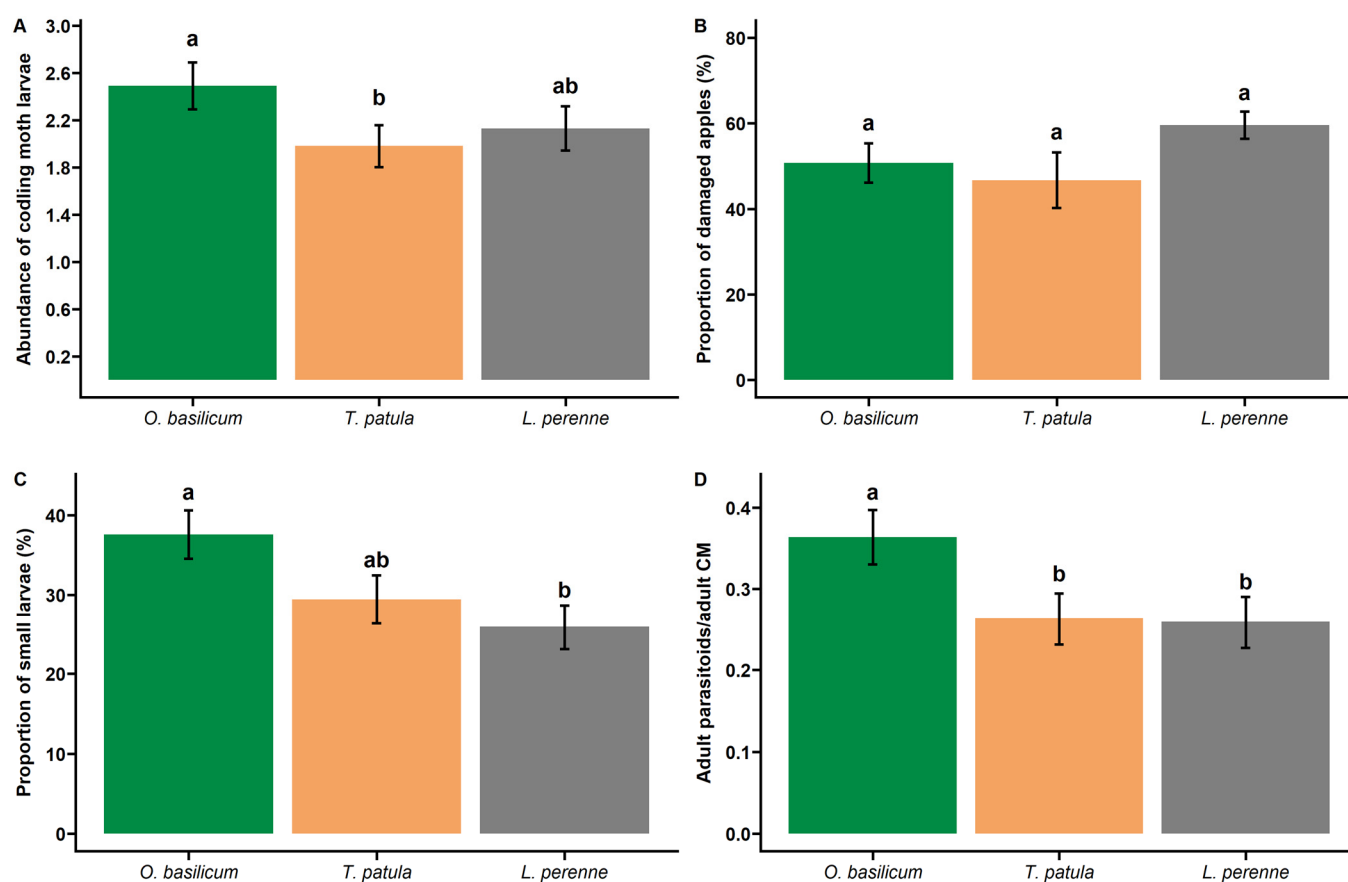 A
Abundance of codling moth larvae
3.0
2.6
2.2
1.8
1.4
1.0
0.6
0.2
a
b
ab
O. basilicum
T. patula
L. perenne
B
Proportion of damaged apples (%)
80
60
40
20
0
a
a
a
O. basilicum
T. patula
L. perenne
C
Proportion of small larvae (%)
40
30
20
10
0
a
ab
b
O. basilicum
T. patula
L. perenne
D
Adult parasitoids/adult CM
0.4
0.3
0.2
0.1
0.0
a
b
b
O. basilicum
T. patula
L. perenne